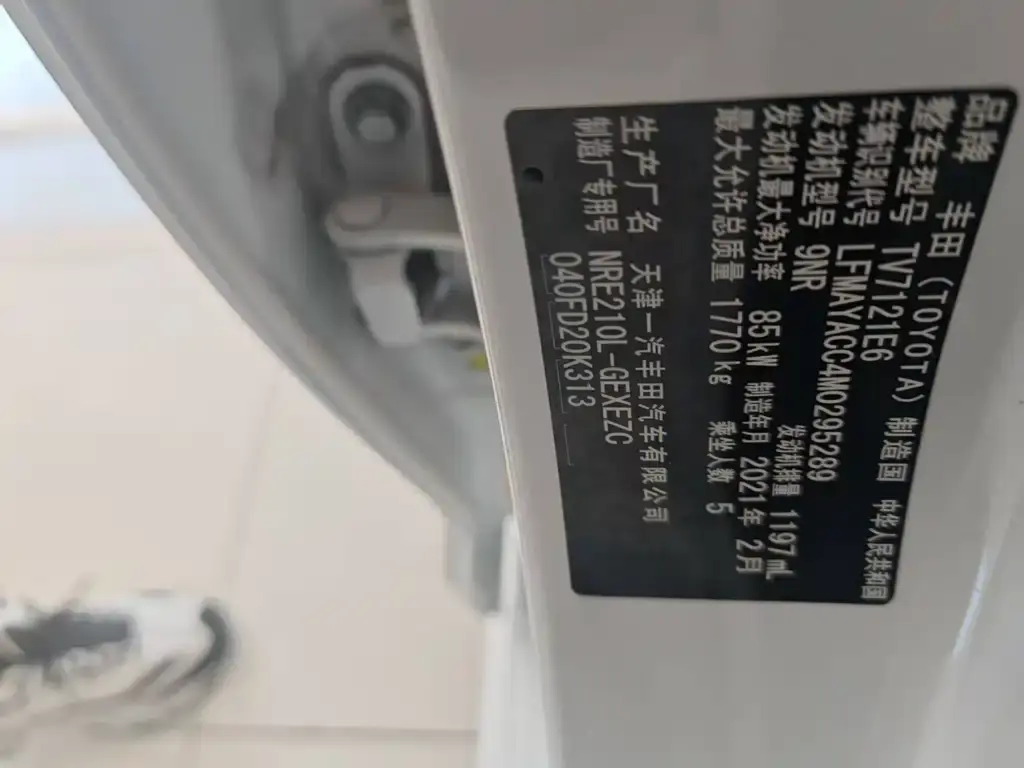 品牌 丰田（TOYOTA） 制造国 中华人民共和国
整车型号 TV7121E6
车辆识别代号 LFMAYACC4M0295289
发动机型号 9NR 发动机排量 1197 mL
发动机最大净功率 85kW 制造年月 2021年 2月
最大允许总质量 1770kg 乘坐人数 5
生产厂名 天津一汽丰田汽车有限公司
制造厂专用号 NRE210L-GEXEZC
040FD20K313